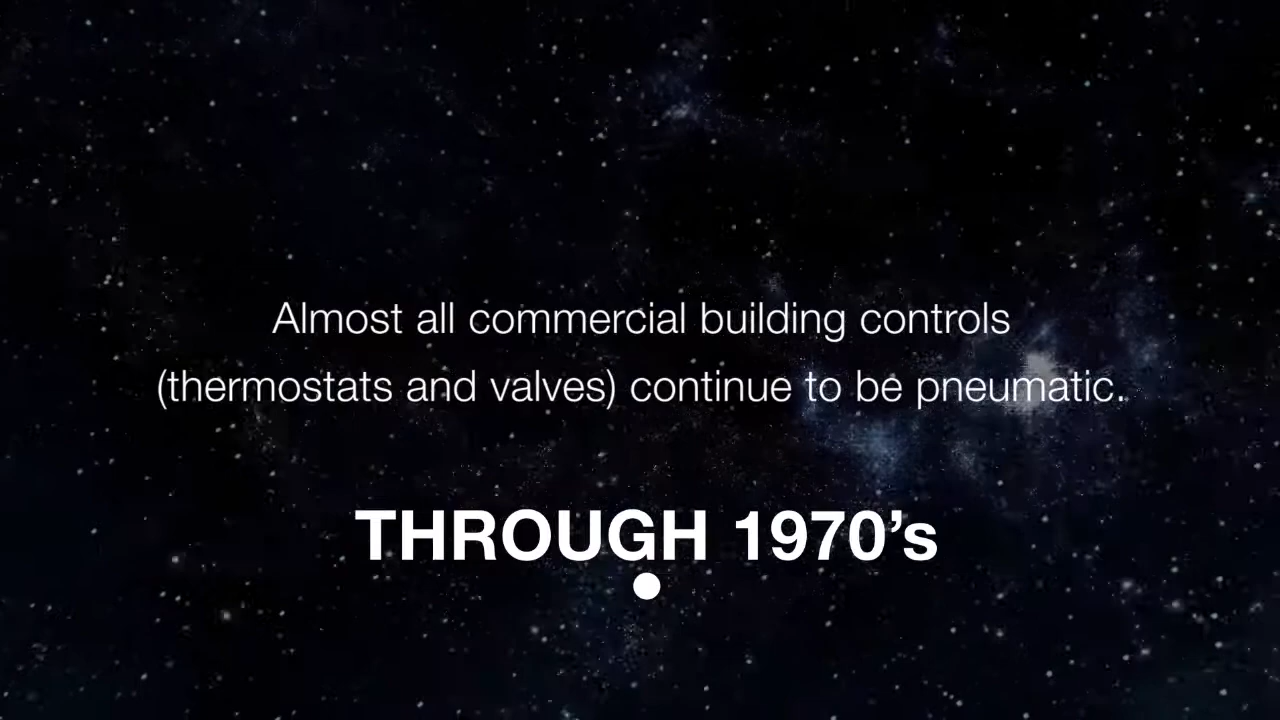 Almost all commercial building controls
(thermostats and valves) continue to be pneumatic.
THROUGH 1970’s